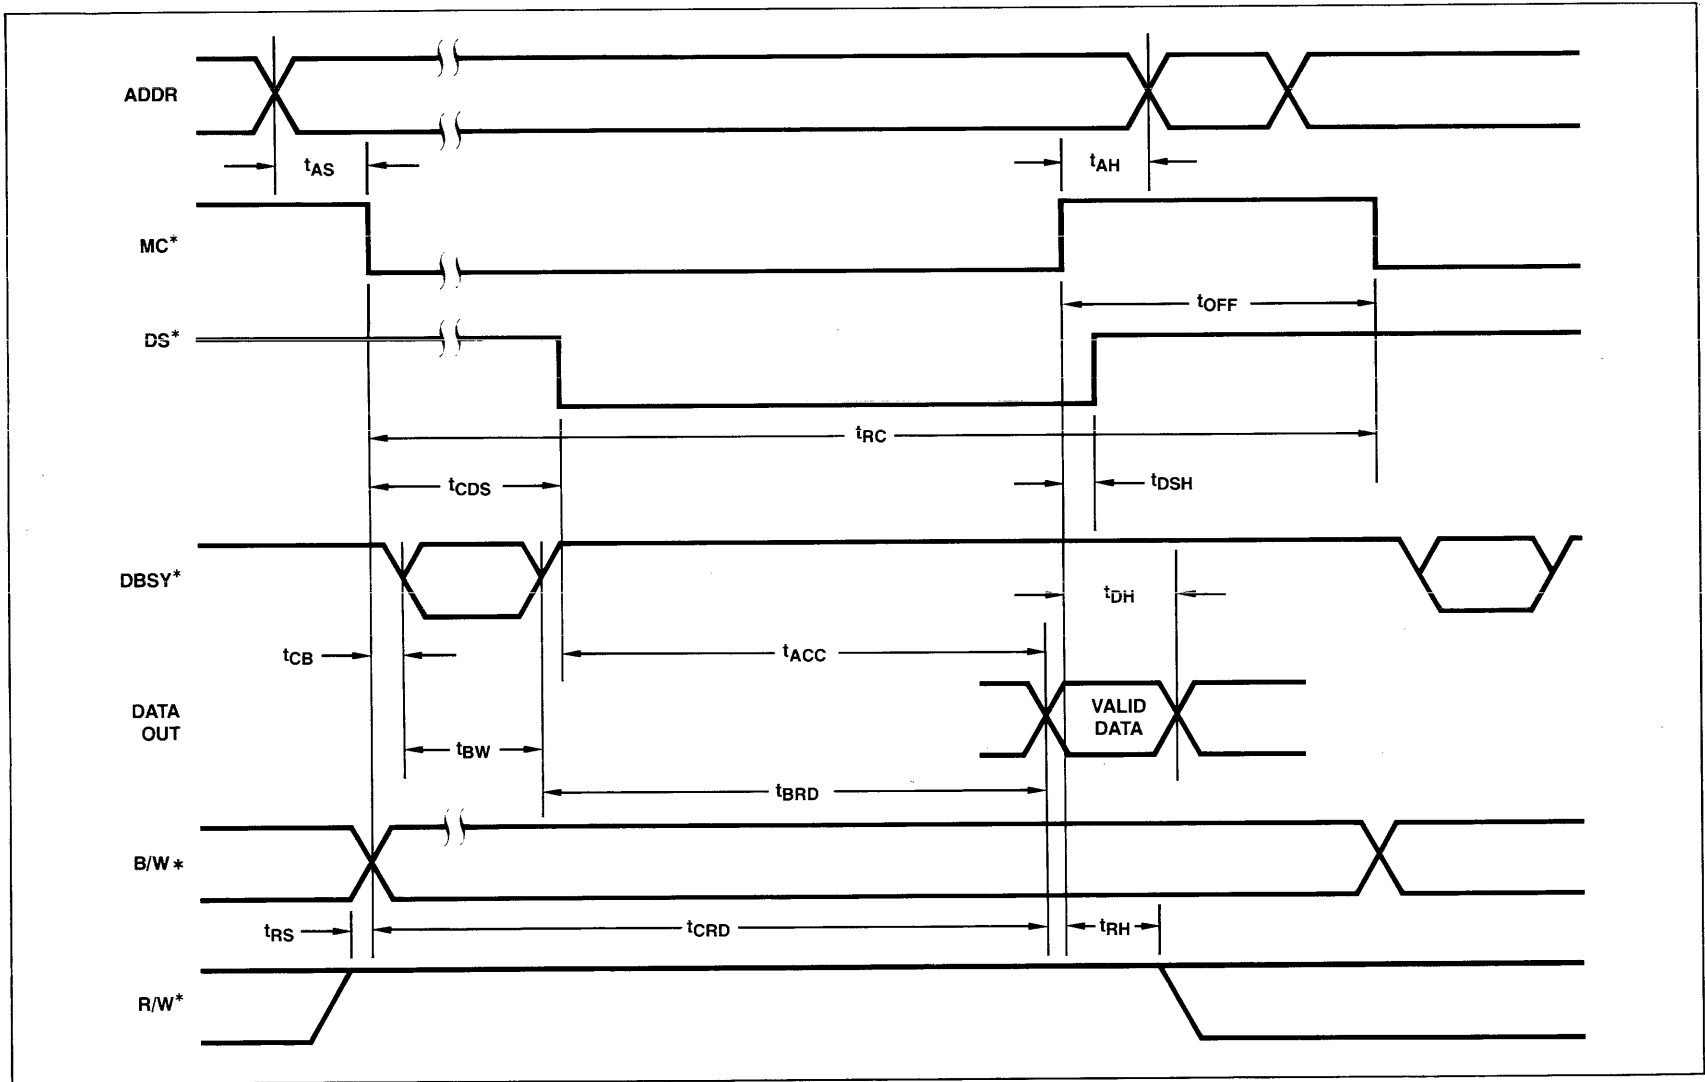 ADDR
tAS
tAH
MC*
tOFF
DS*
tRC
tCDS
tDSH
DBSY*
tDH
tCB
tACC
DATA
OUT
VALID
DATA
tBW
tBRD
B/W*
tRS
tCRD
tRH
R/W*